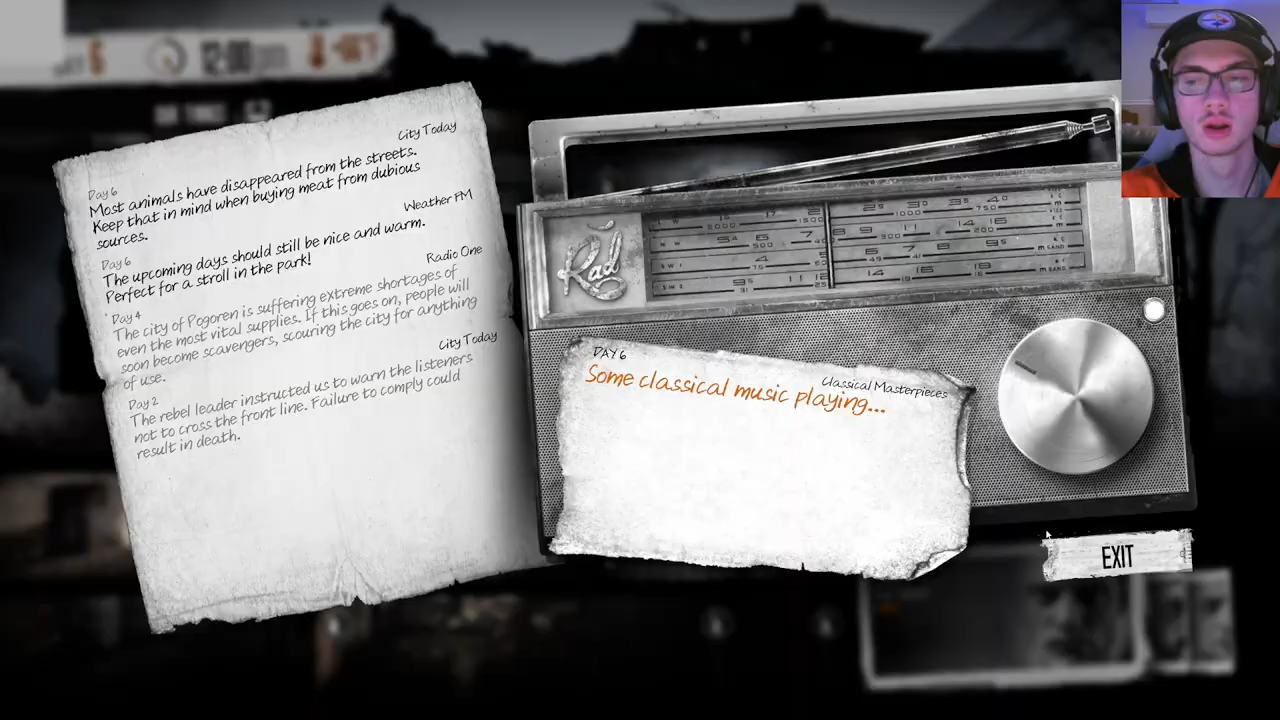 6
12:00 pm
City Today
Day 6
Most animals have disappeared from the streets.
Keep that in mind when buying meat from dubious
sources.
Weather FM
Day 6
The upcoming days should still be nice and warm.
Perfect for a stroll in the park!
Radio One
Day 4
The city of Pogoren is suffering extreme shortages of
even the most vital supplies. If this goes on, people will
soon become scavengers, scouring the city for anything
of use.
City Today
Day 2
The rebel leader instructed us to warn the listeners
not to cross the front line. Failure to comply could
result in death.
Rad
DAY 6
Classical Masterpieces
Some classical music playing...
EXIT